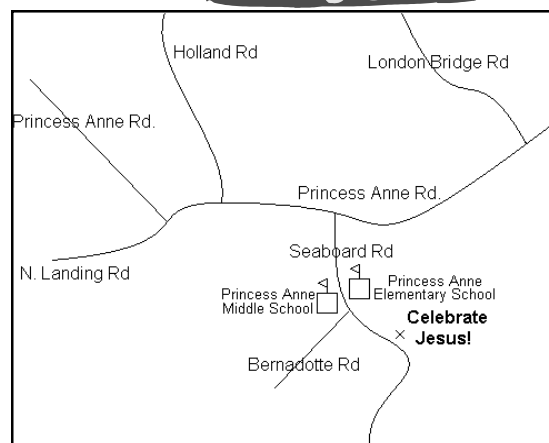 Holland Rd
London Bridge Rd
Princess Anne Rd.
Princess Anne Rd.
Seaboard Rd
N. Landing Rd
Princess Anne
Middle School
Princess Anne
Elementary School
Celebrate
Jesus!
Bernadotte Rd